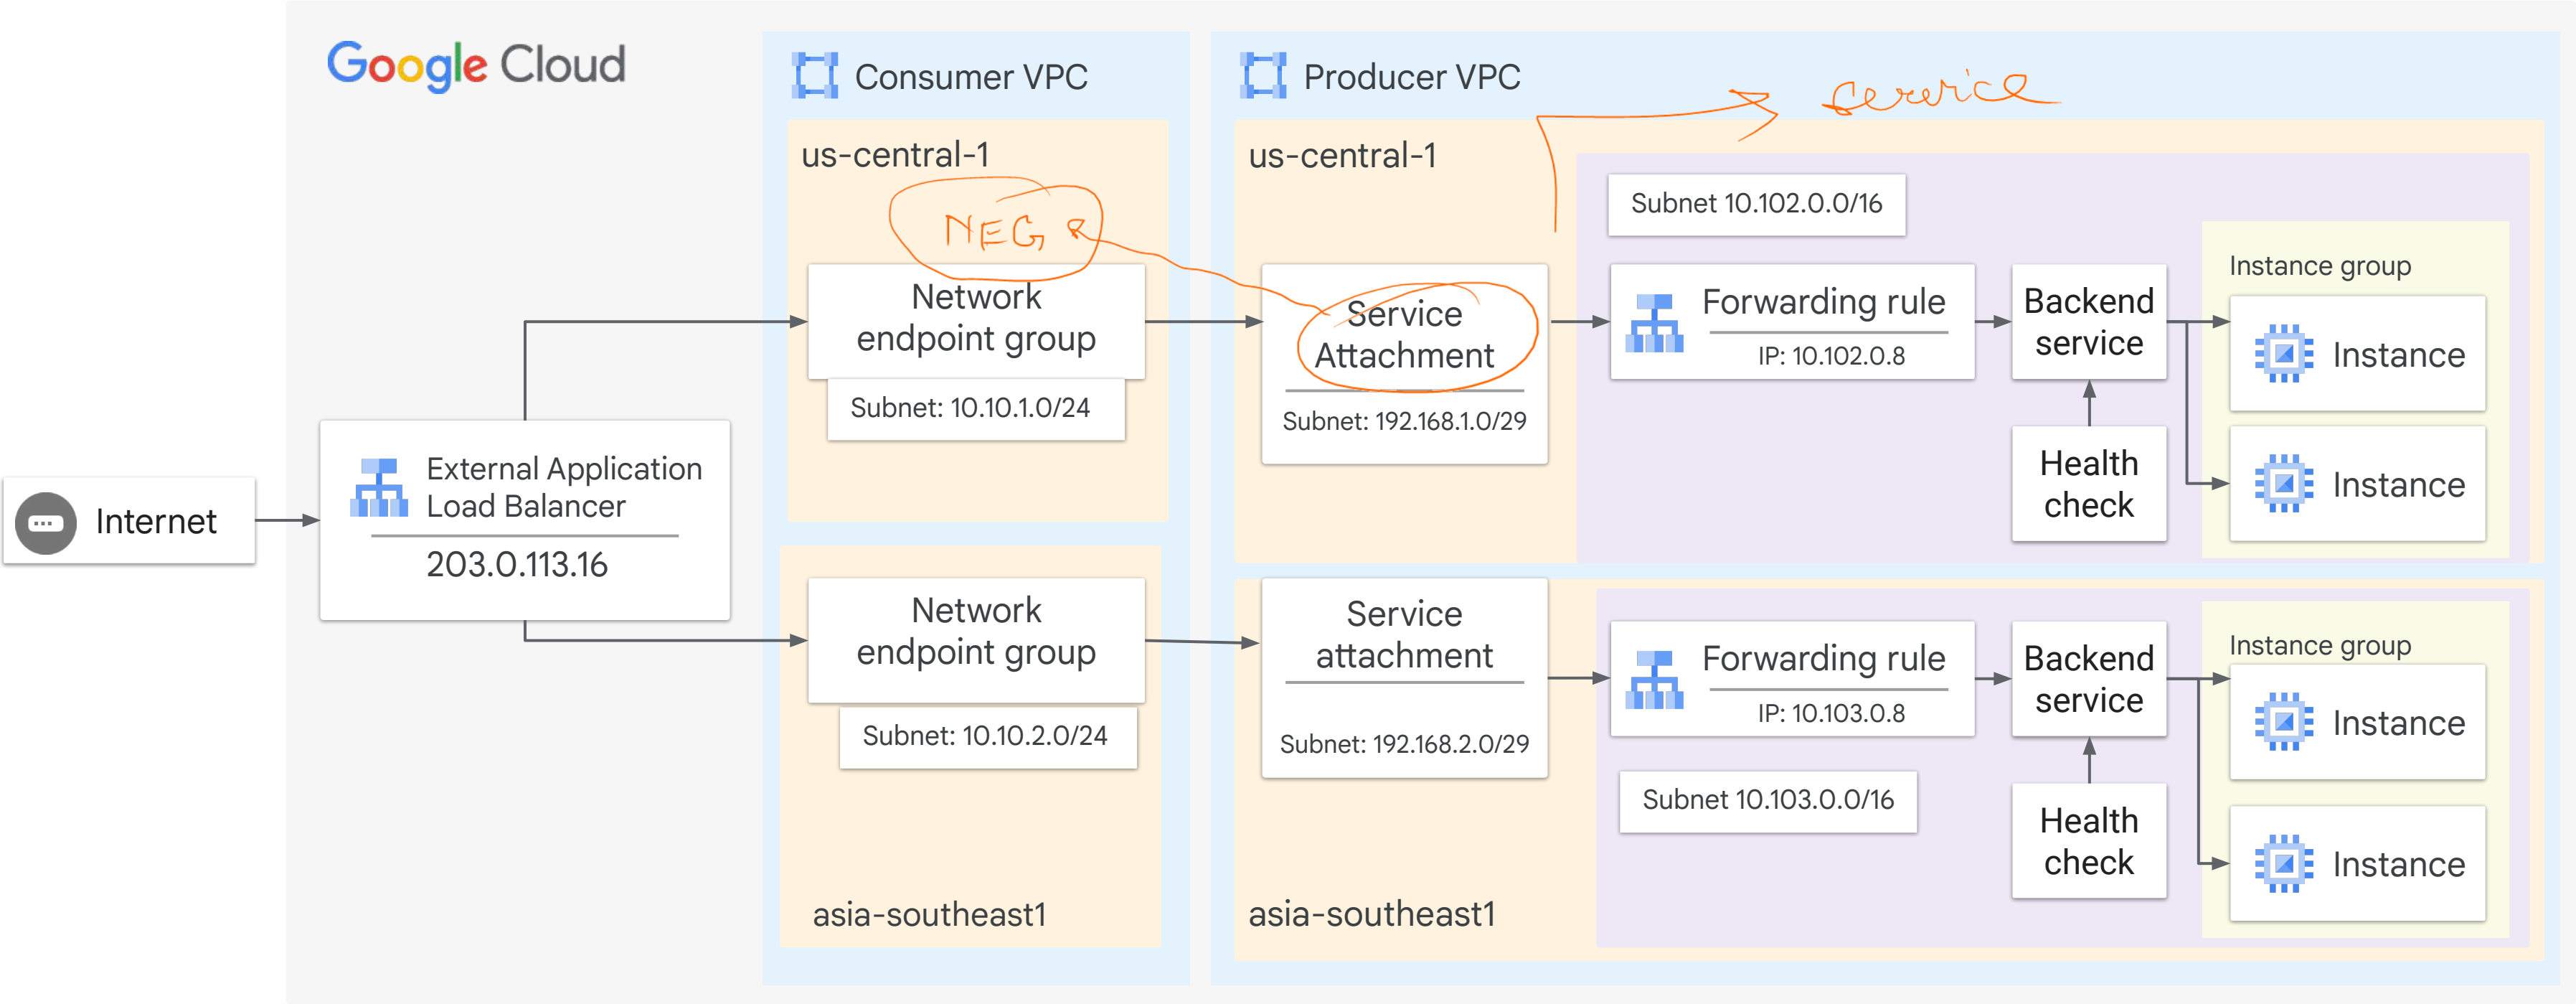 Google Cloud
Consumer VPC
Producer VPC
service
us-central-1
us-central-1
NEG
Subnet 10.102.0.0/16
Network
endpoint group
Subnet: 10.10.1.0/24
Service
Attachment
Subnet: 192.168.1.0/29
Forwarding rule
IP: 10.102.0.8
Backend
service
Health
check
Instance group
Instance
Instance
Internet
External Application
Load Balancer
203.0.113.16
Network
endpoint group
Subnet: 10.10.2.0/24
asia-southeast1
Service
attachment
Subnet: 192.168.2.0/29
asia-southeast1
Forwarding rule
IP: 10.103.0.8
Subnet 10.103.0.0/16
Backend
service
Health
check
Instance group
Instance
Instance